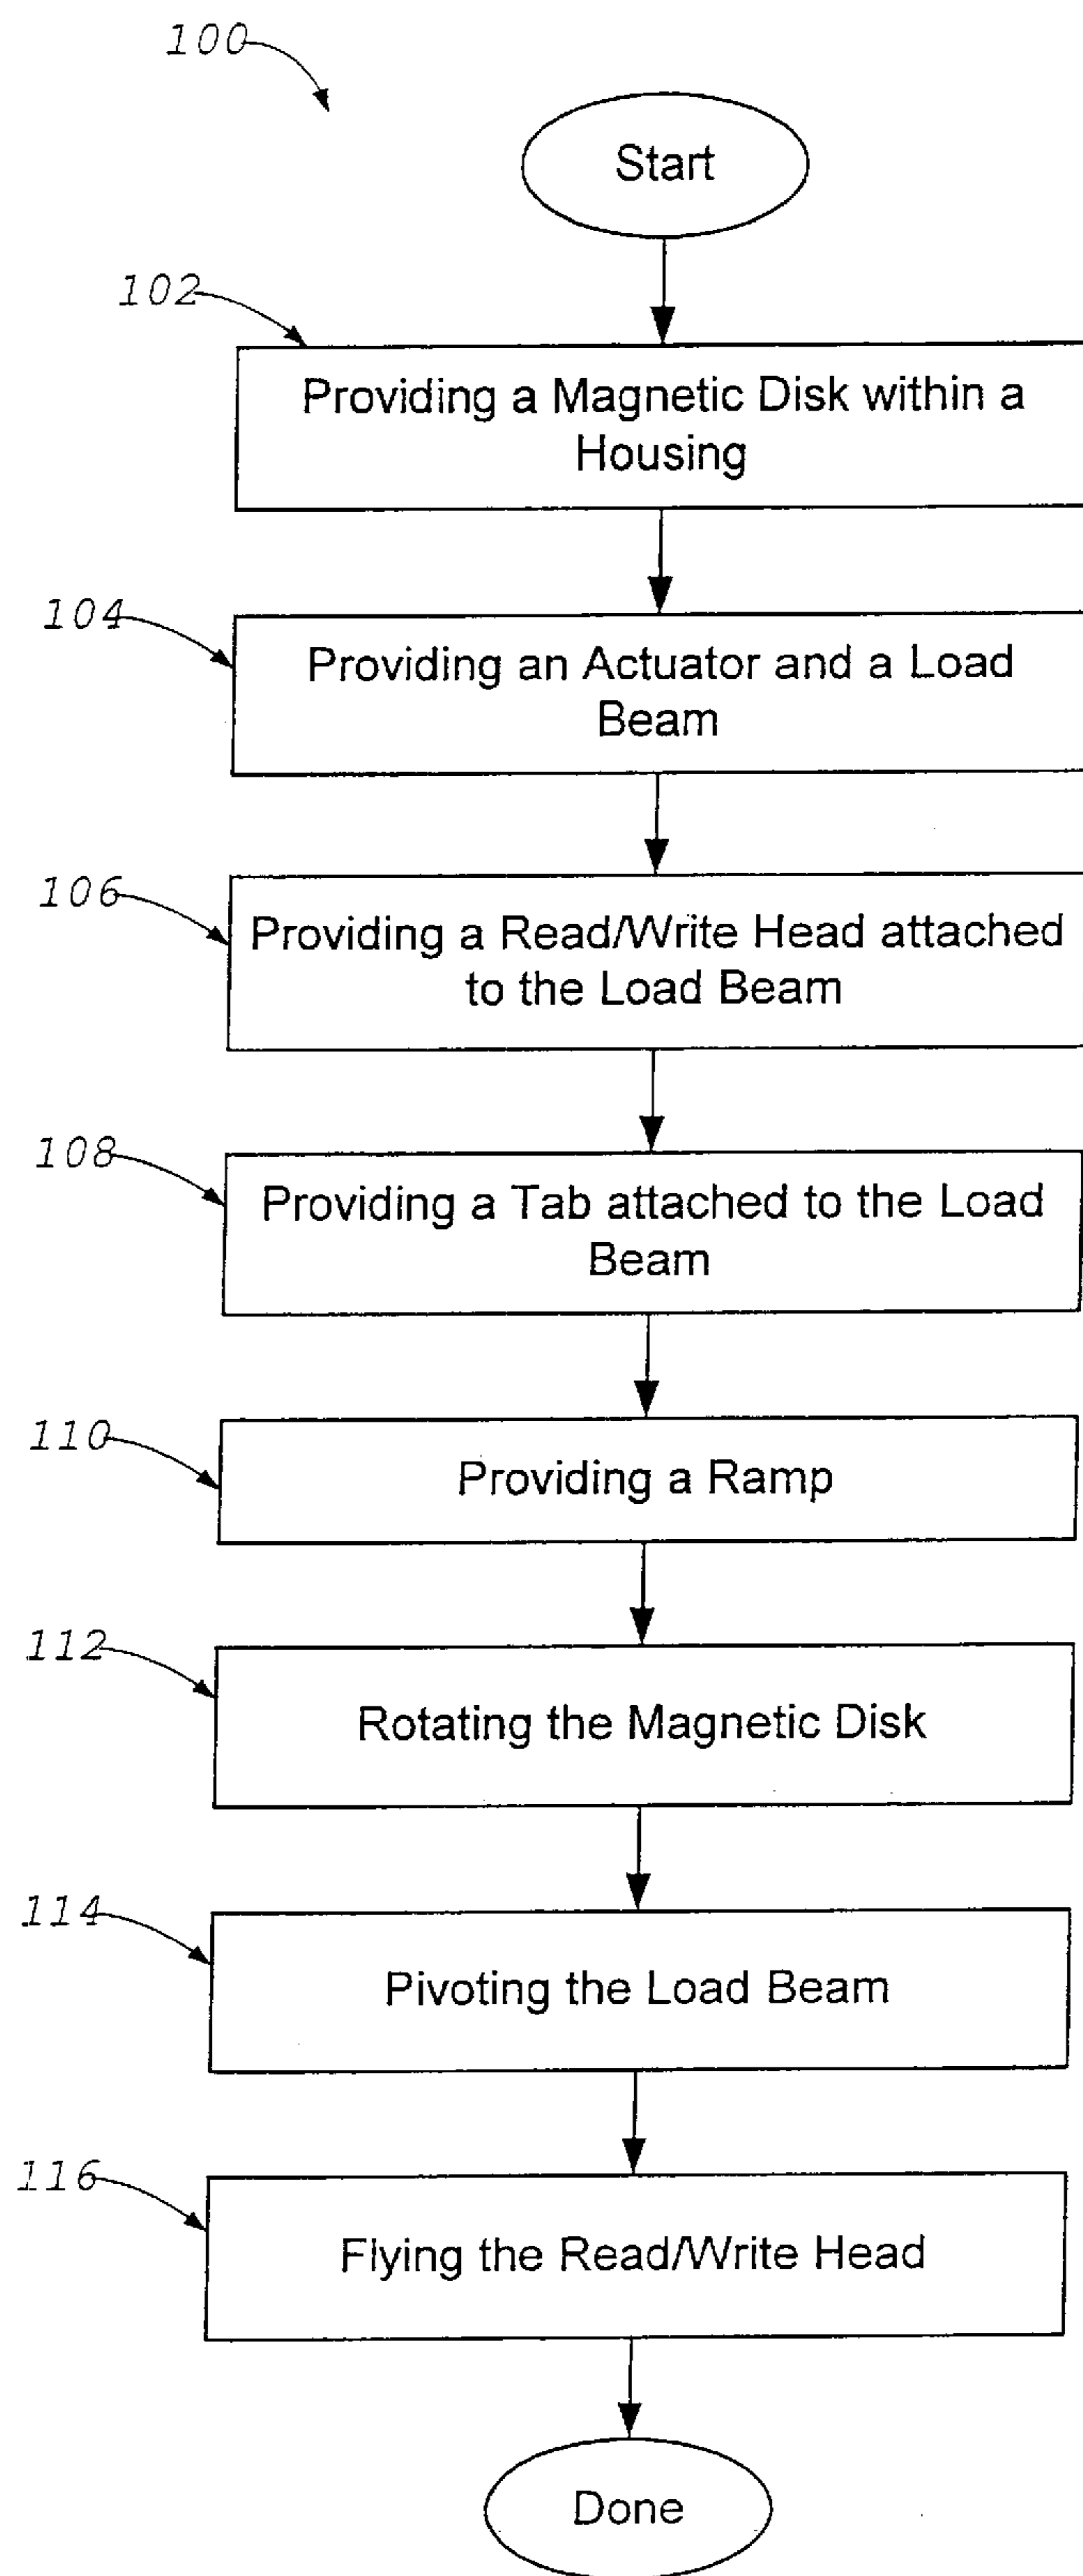 100
Start
102
Providing a Magnetic Disk within a
Housing
104
Providing an Actuator and a Load
Beam
106
Providing a Read/Write Head attached
to the Load Beam
108
Providing a Tab attached to the Load
Beam
110
Providing a Ramp
112
Rotating the Magnetic Disk
114
Pivoting the Load Beam
116
Flying the Read/Write Head
Done